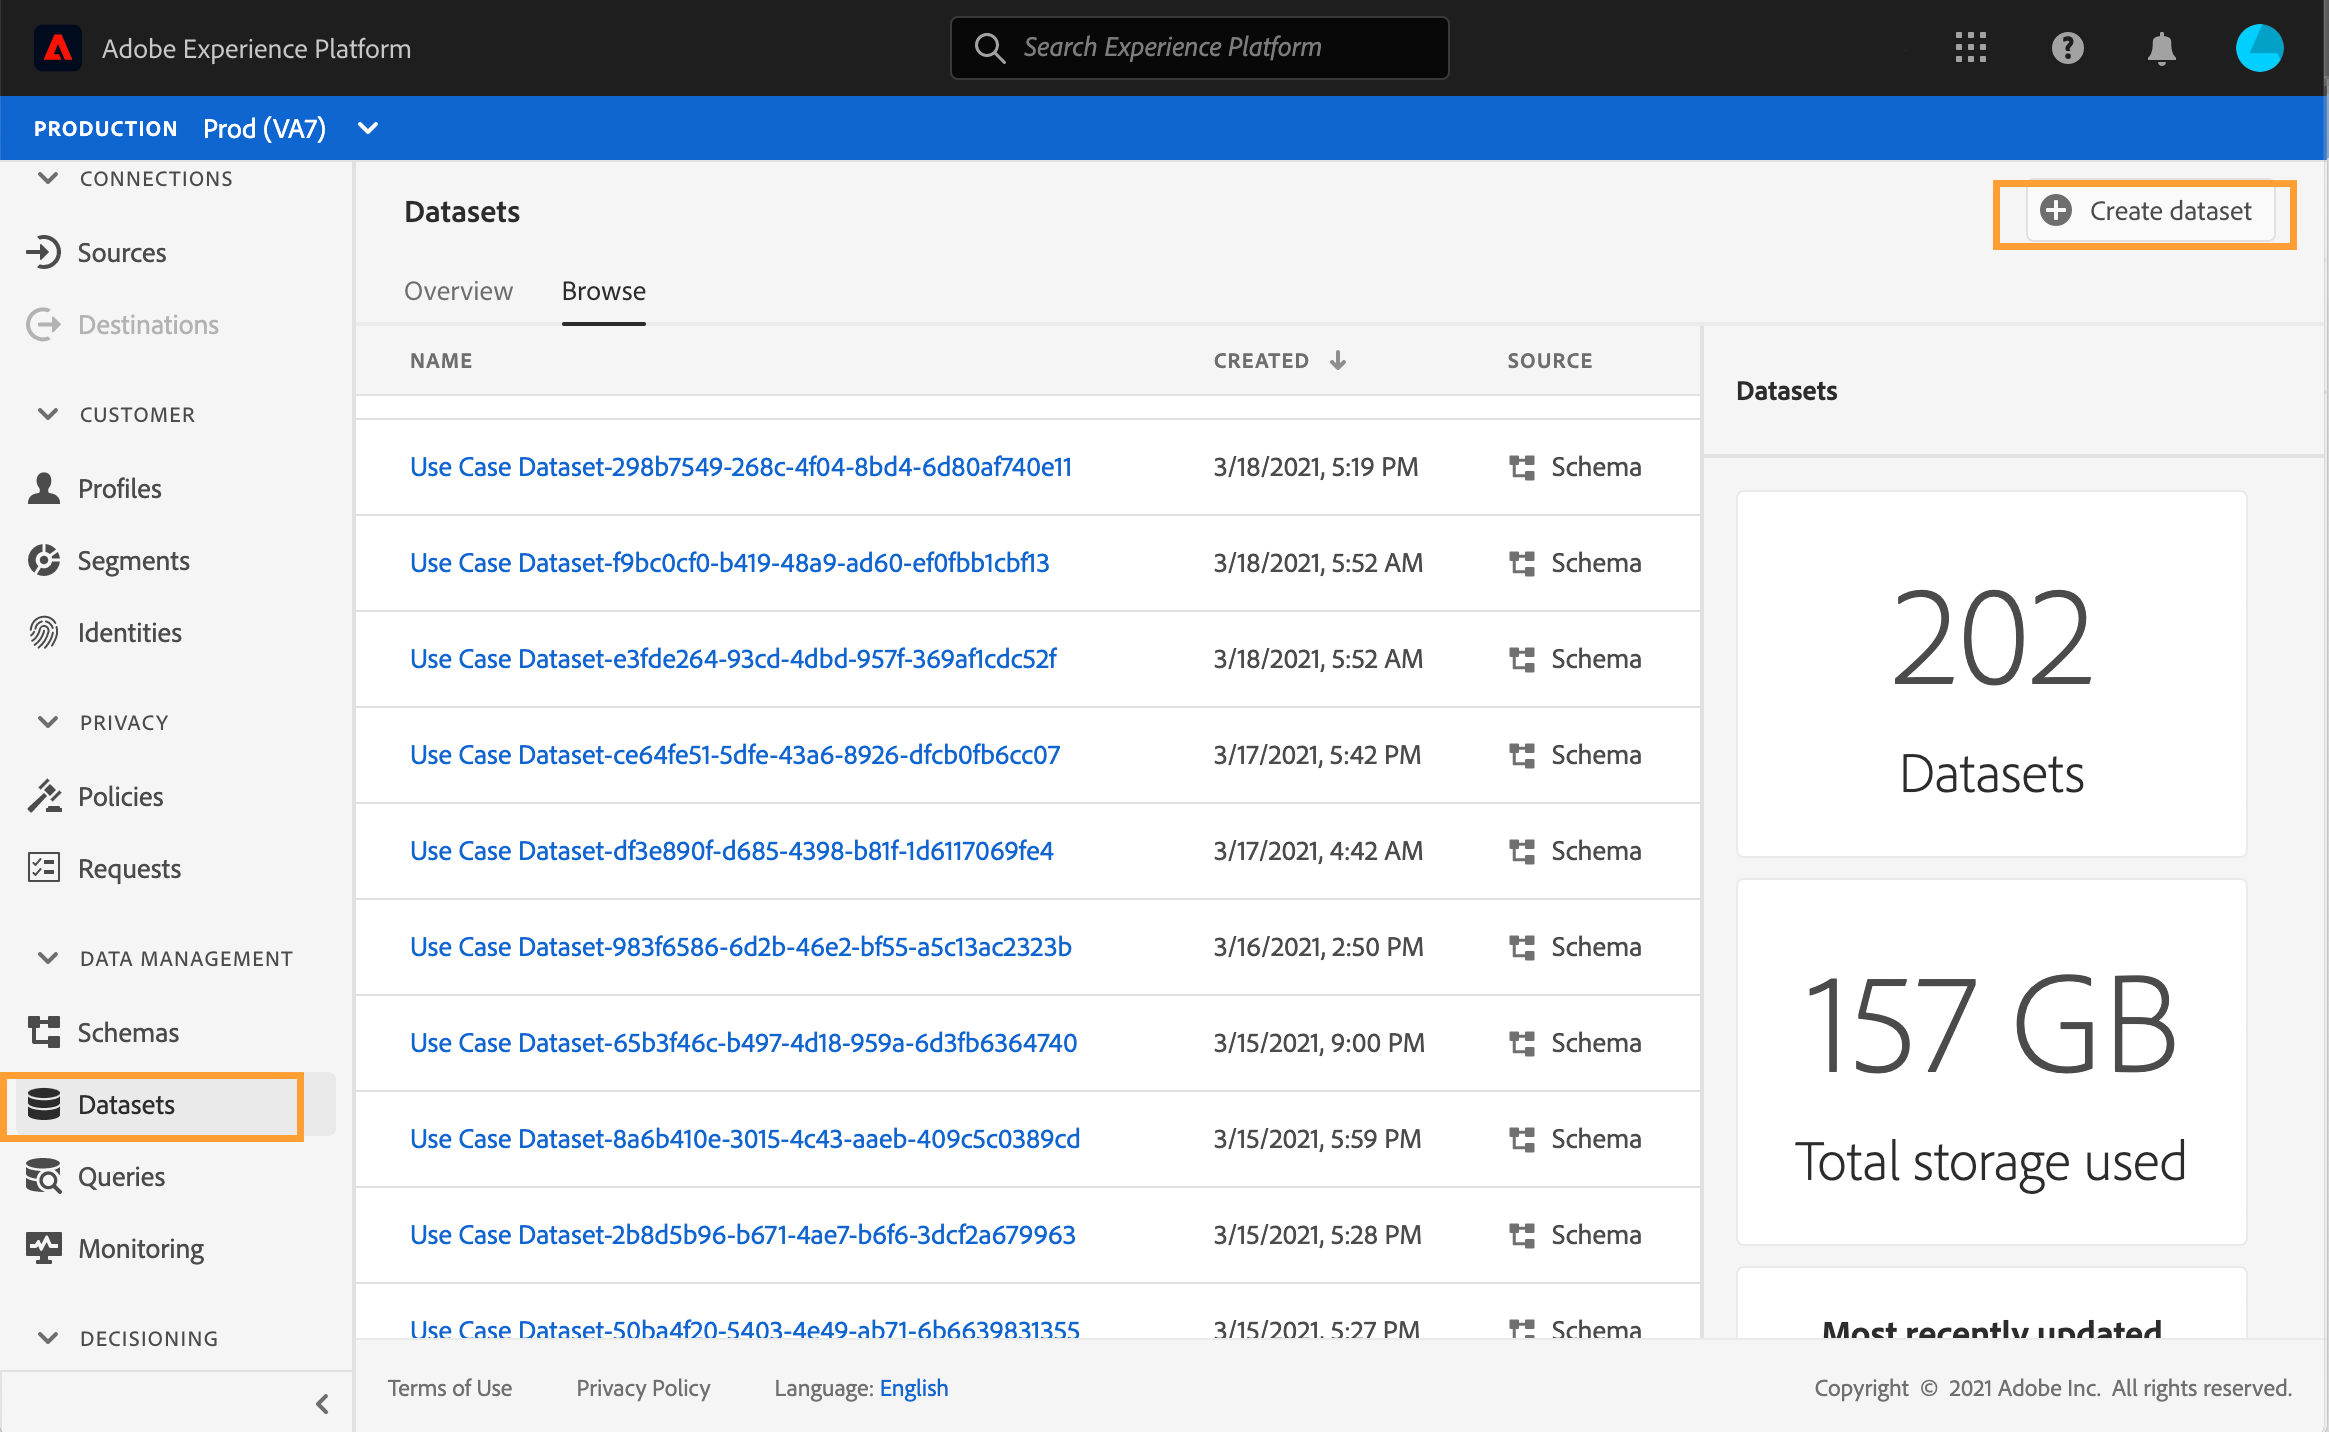 Adobe Experience Platform
Search Experience Platform
PRODUCTION Prod (VA7)
CONNECTIONS
Sources
Destinations
CUSTOMER
Profiles
Segments
Identities
PRIVACY
Policies
Requests
DATA MANAGEMENT
Schemas
Datasets
Queries
Monitoring
DECISIONING
Datasets
Create dataset
Overview Browse
NAME CREATED SOURCE
Use Case Dataset-298b7549-268c-4f04-8bd4-6d80af740e11 3/18/2021, 5:19 PM Schema
Use Case Dataset-f9bc0cf0-b419-48a9-ad60-ef0fbb1cbf13 3/18/2021, 5:52 AM Schema
Use Case Dataset-e3fde264-93cd-4dbd-957f-369af1cdc52f 3/18/2021, 5:52 AM Schema
Use Case Dataset-ce64fe51-5dfe-43a6-8926-dfcb0fb6cc07 3/17/2021, 5:42 PM Schema
Use Case Dataset-df3e890f-d685-4398-b81f-1d6117069fe4 3/17/2021, 4:42 AM Schema
Use Case Dataset-983f6586-6d2b-46e2-bf55-a5c13ac2323b 3/16/2021, 2:50 PM Schema
Use Case Dataset-65b3f46c-b497-4d18-959a-6d3fb6364740 3/15/2021, 9:00 PM Schema
Use Case Dataset-8a6b410e-3015-4c43-aaeb-409c5c0389cd 3/15/2021, 5:59 PM Schema
Use Case Dataset-2b8d5b96-b671-4ae7-b6f6-3dcf2a679963 3/15/2021, 5:28 PM Schema
Use Case Dataset-50ba4f20-5403-4e49-ab71-6b6639831355 3/15/2021, 5:27 PM Schema
Datasets
202
Datasets
157 GB
Total storage used
Most recently updated
Terms of Use Privacy Policy Language: English Copyright © 2021 Adobe Inc. All rights reserved.